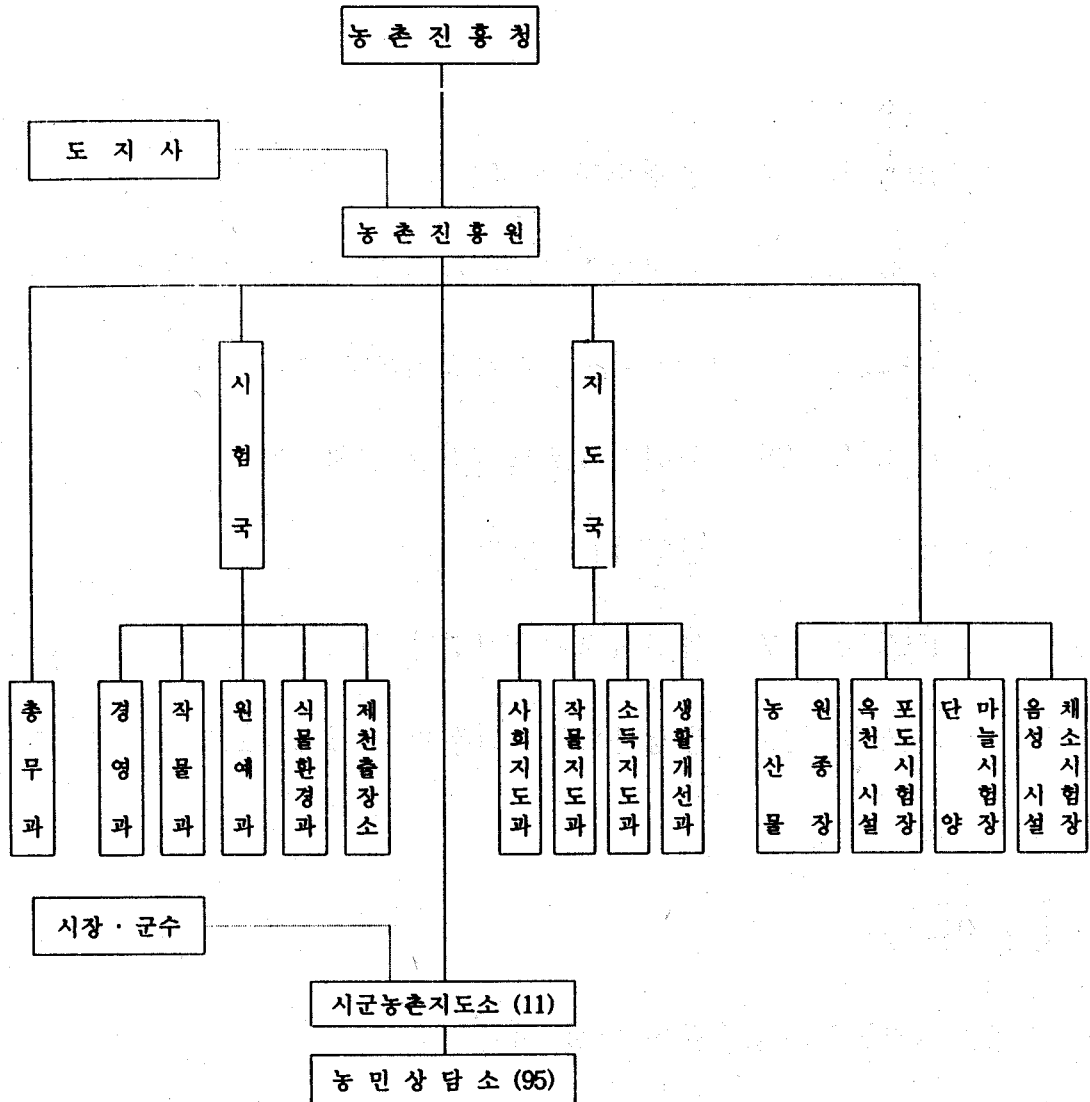 농 촌 진 흥 청
도 지 사
농 촌 진 흥 원
시 험 국
지 도 국
총 무 과
경 영 과
작 물 과
원 예 과
식물환경과
제천출장소
사회지도과
작물지도과
소득지도과
생활개선과
농 산 물
원 종 장
옥천 시설
포도시험장
단 양
마늘시험장
음성 시설
채소시험장
시장 · 군수
시군농촌지도소 (11)
농 민 상 담 소 (95)